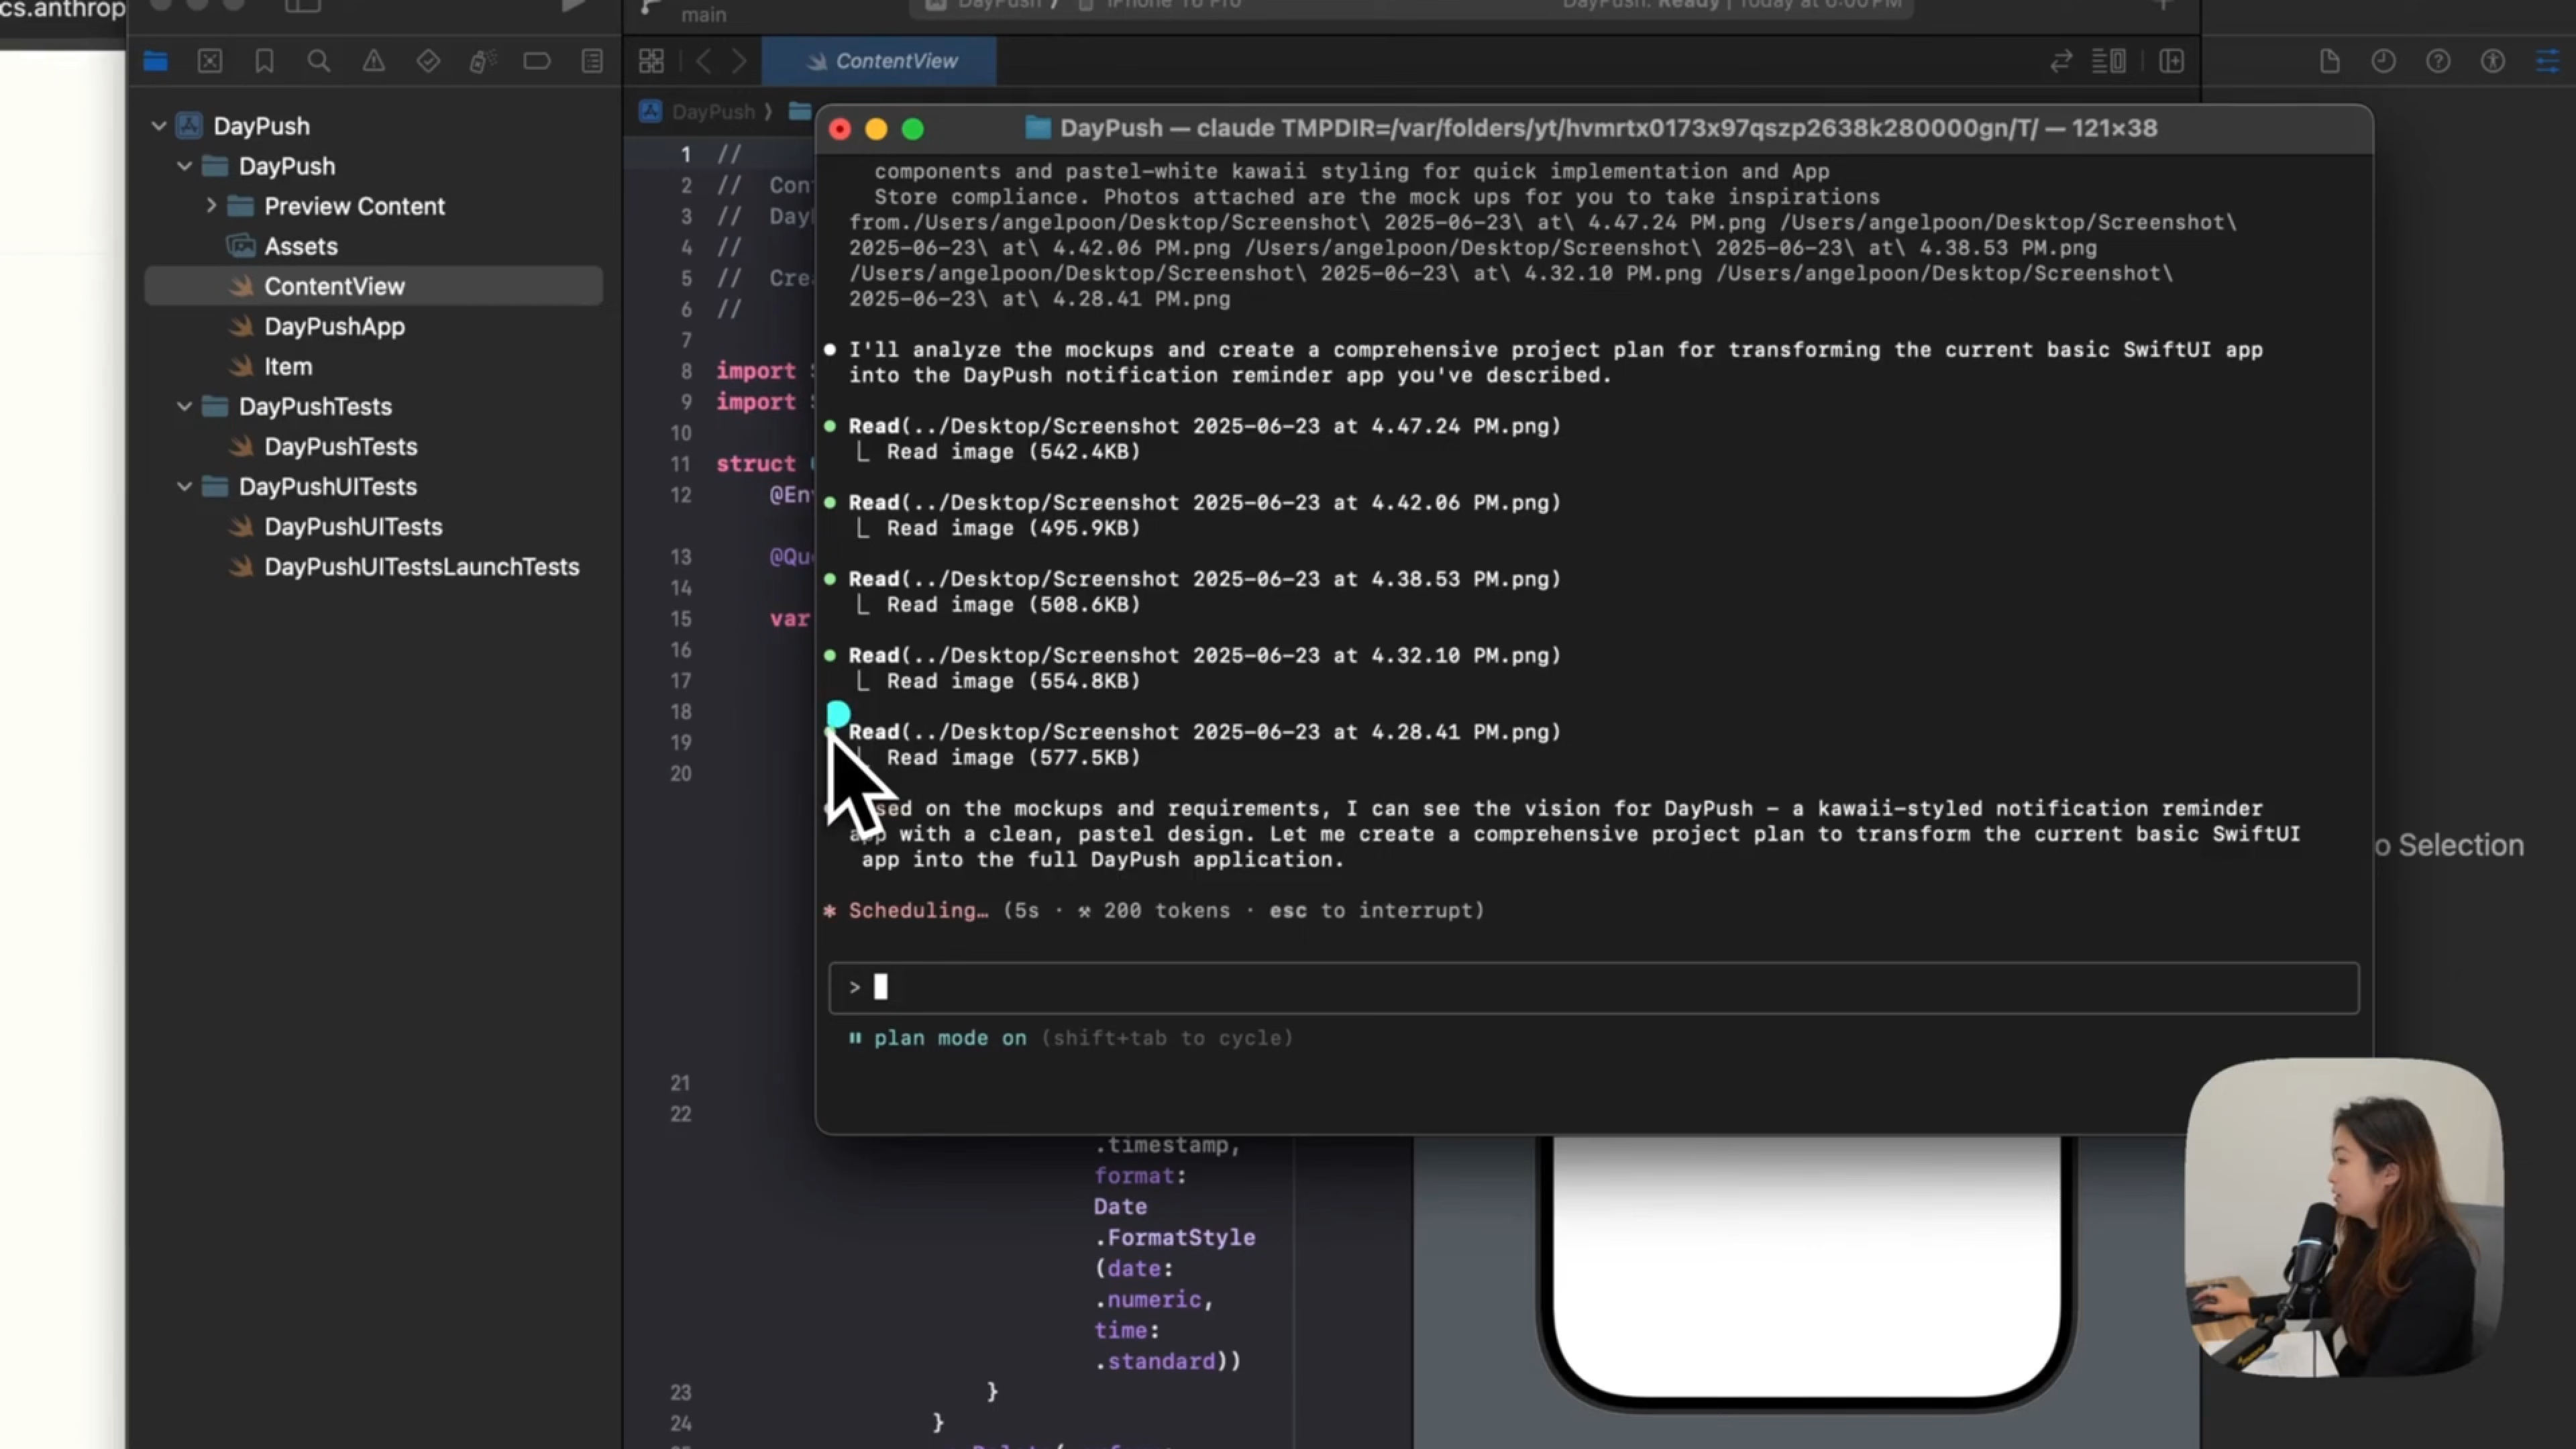 cs.anthrop
main
DayPush
iPhone 16 Pro
DayPush: Ready | Today at 6:00 PM
ContentView
DayPush
DayPush
DayPush
Preview Content
Assets
ContentView
DayPushApp
Item
DayPushTests
DayPushTests
DayPushUITests
DayPushUITests
DayPushUITestsLaunchTests
1 //
2 // Con
3 // Day
4 //
5 // Crea
6 //
7
8 import
9 import
10
11 struct
12 @Env
13 @Que
14
15 var
16
17
18
19
20
21
22
.timestamp,
format:
Date
.FormatStyle
(date:
.numeric,
time:
.standard))
23 }
24 }
DayPush — claude TMPDIR=/var/folders/yt/hvmrtx0173x97qszp2638k280000gn/T/ — 121×38
components and pastel-white kawaii styling for quick implementation and App
Store compliance. Photos attached are the mock ups for you to take inspirations
from./Users/angelpoon/Desktop/Screenshot\ 2025-06-23\ at\ 4.47.24 PM.png /Users/angelpoon/Desktop/Screenshot\
2025-06-23\ at\ 4.42.06 PM.png /Users/angelpoon/Desktop/Screenshot\ 2025-06-23\ at\ 4.38.53 PM.png
/Users/angelpoon/Desktop/Screenshot\ 2025-06-23\ at\ 4.32.10 PM.png /Users/angelpoon/Desktop/Screenshot\
2025-06-23\ at\ 4.28.41 PM.png
● I'll analyze the mockups and create a comprehensive project plan for transforming the current basic SwiftUI app
into the DayPush notification reminder app you've described.
● Read(../Desktop/Screenshot 2025-06-23 at 4.47.24 PM.png)
⎿ Read image (542.4KB)
● Read(../Desktop/Screenshot 2025-06-23 at 4.42.06 PM.png)
⎿ Read image (495.9KB)
● Read(../Desktop/Screenshot 2025-06-23 at 4.38.53 PM.png)
⎿ Read image (508.6KB)
● Read(../Desktop/Screenshot 2025-06-23 at 4.32.10 PM.png)
⎿ Read image (554.8KB)
Read(../Desktop/Screenshot 2025-06-23 at 4.28.41 PM.png)
Read image (577.5KB)
sed on the mockups and requirements, I can see the vision for DayPush - a kawaii-styled notification reminder
app with a clean, pastel design. Let me create a comprehensive project plan to transform the current basic SwiftUI
app into the full DayPush application.
* Scheduling… (5s · ⚒ 200 tokens · esc to interrupt)
>
⏸ plan mode on (shift+tab to cycle)
o Selection